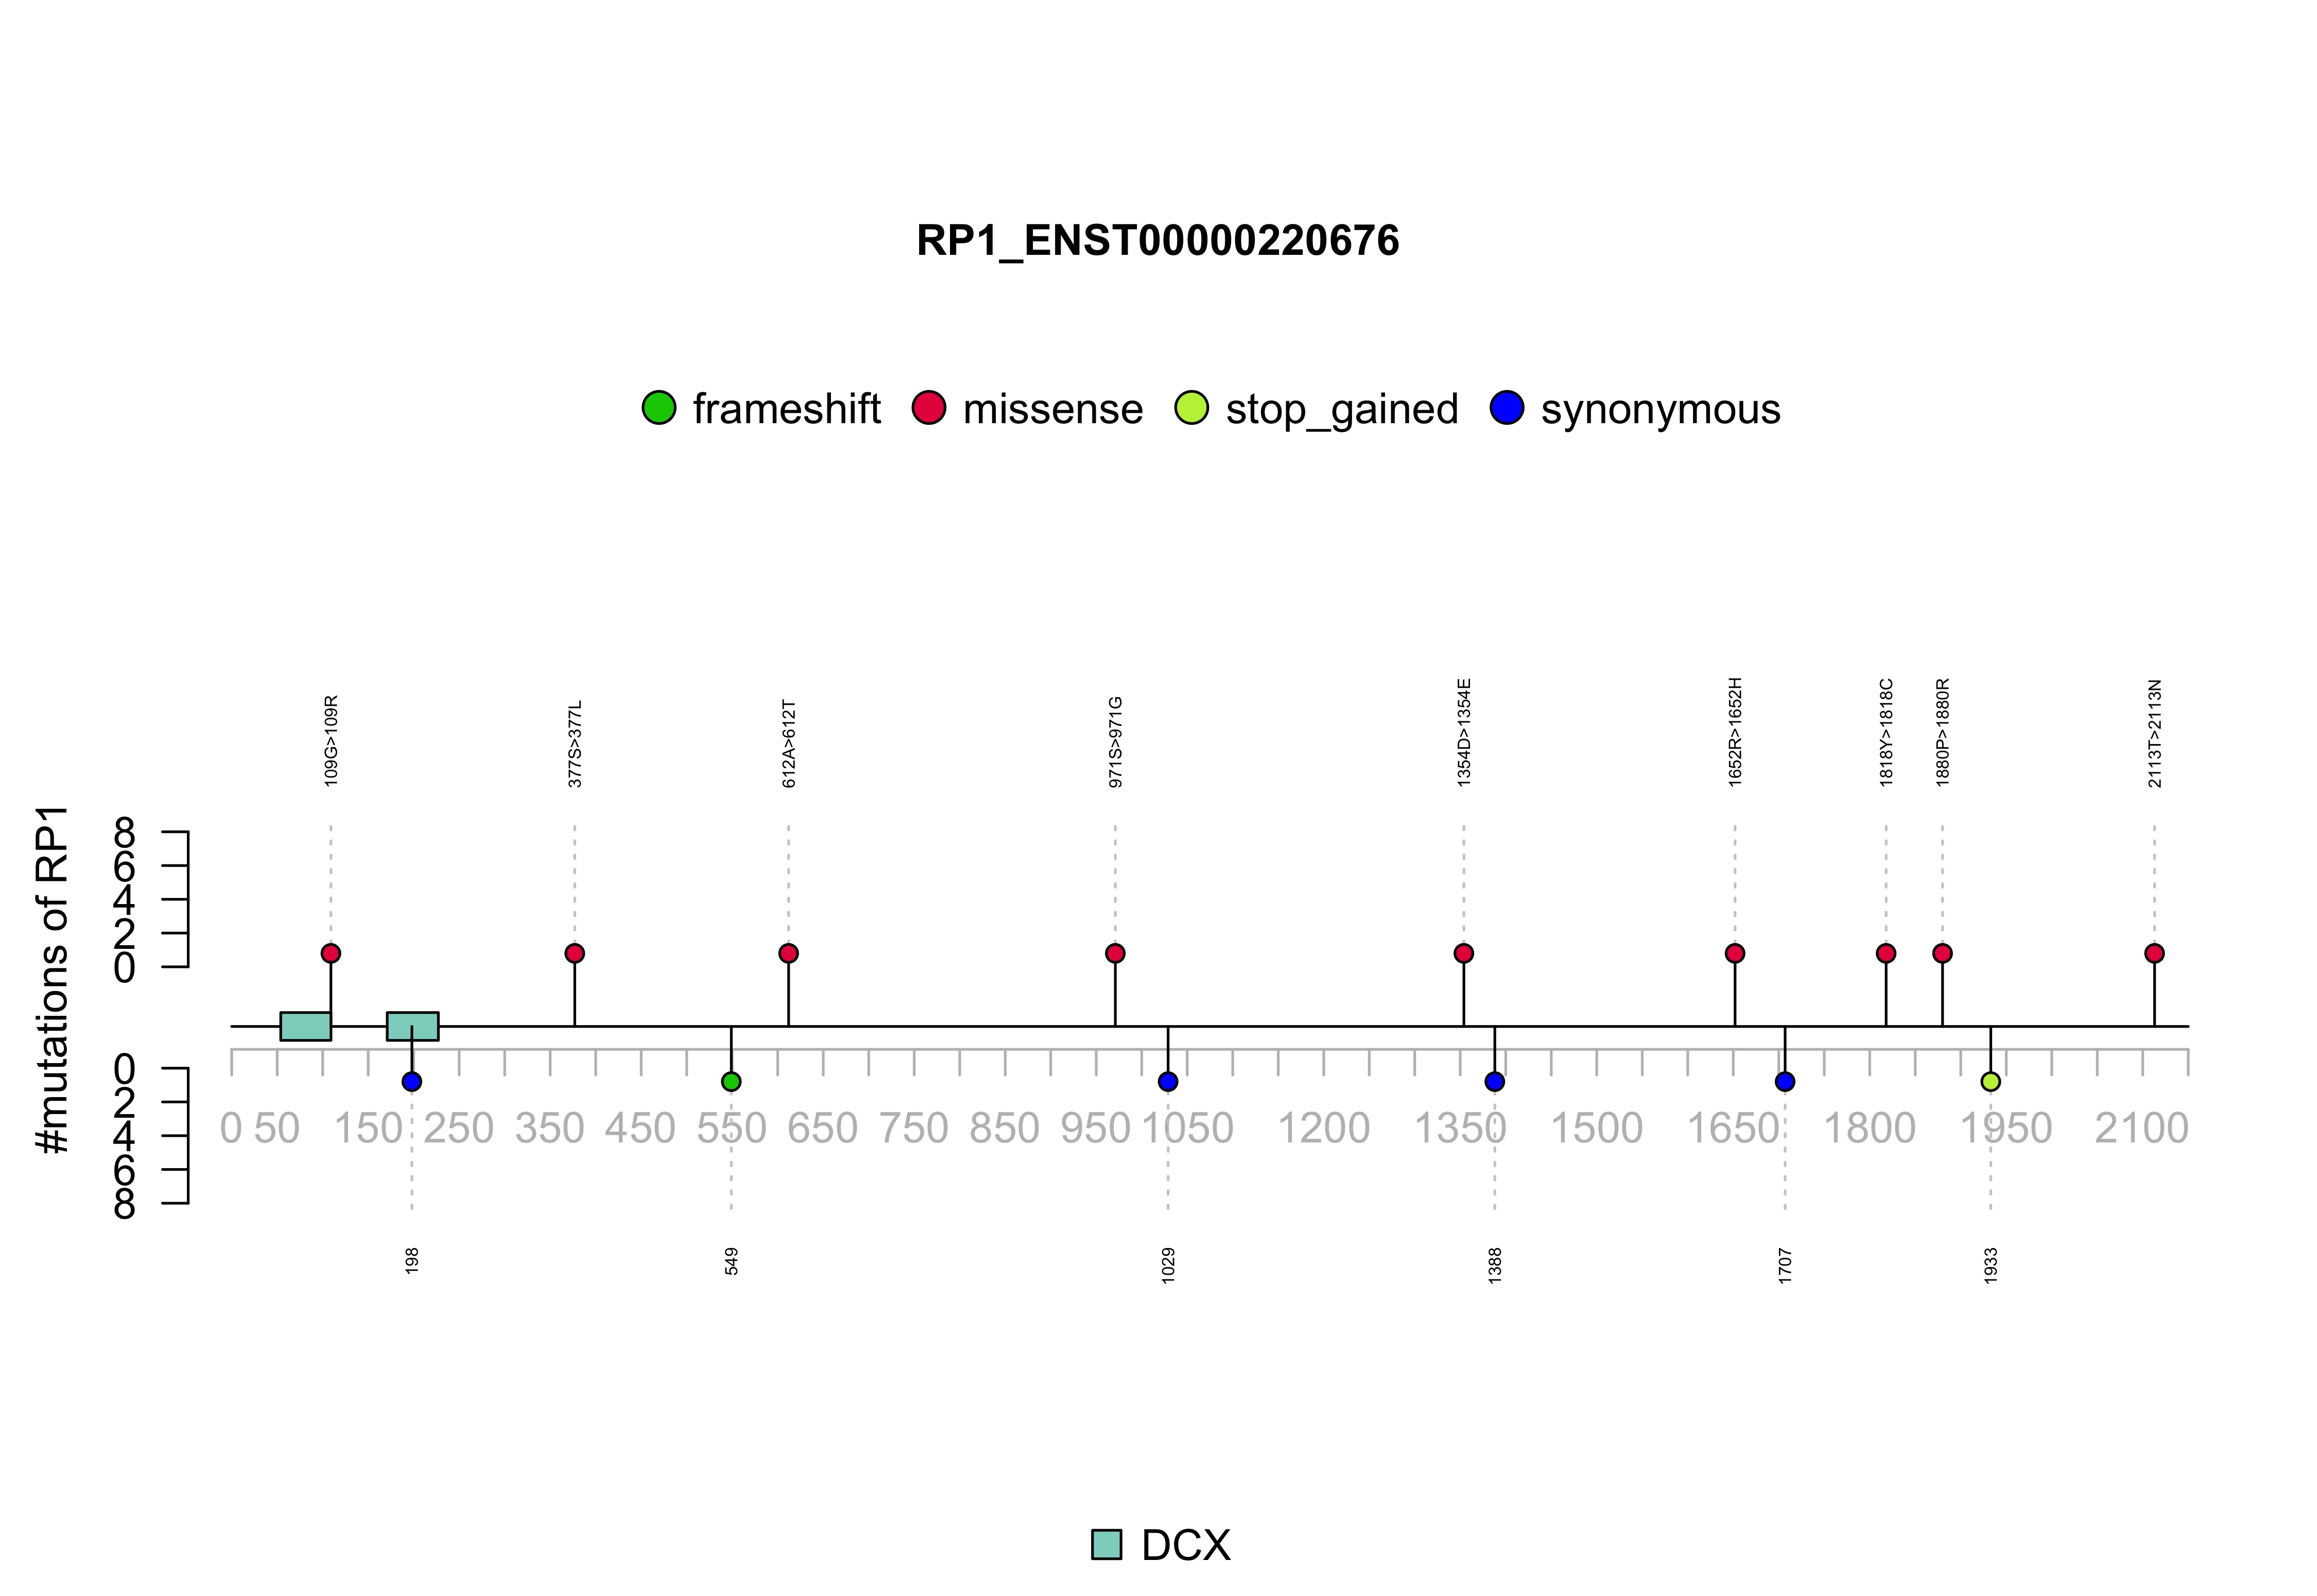 RP1_ENST00000220676
frameshift missense stop_gained synonymous
109G>109R
377S>377L
612A>612T
971S>971G
1354D>1354E
1652R>1652H
1818Y>1818C
1880P>1880R
2113T>2113N
#mutations of RP1
8
6
4
2
0
0
2
4
6
8
0 50 150 250 350 450 550 650 750 850 950 1050 1200 1350 1500 1650 1800 1950 2100
198
549
1029
1388
1707
1933
DCX